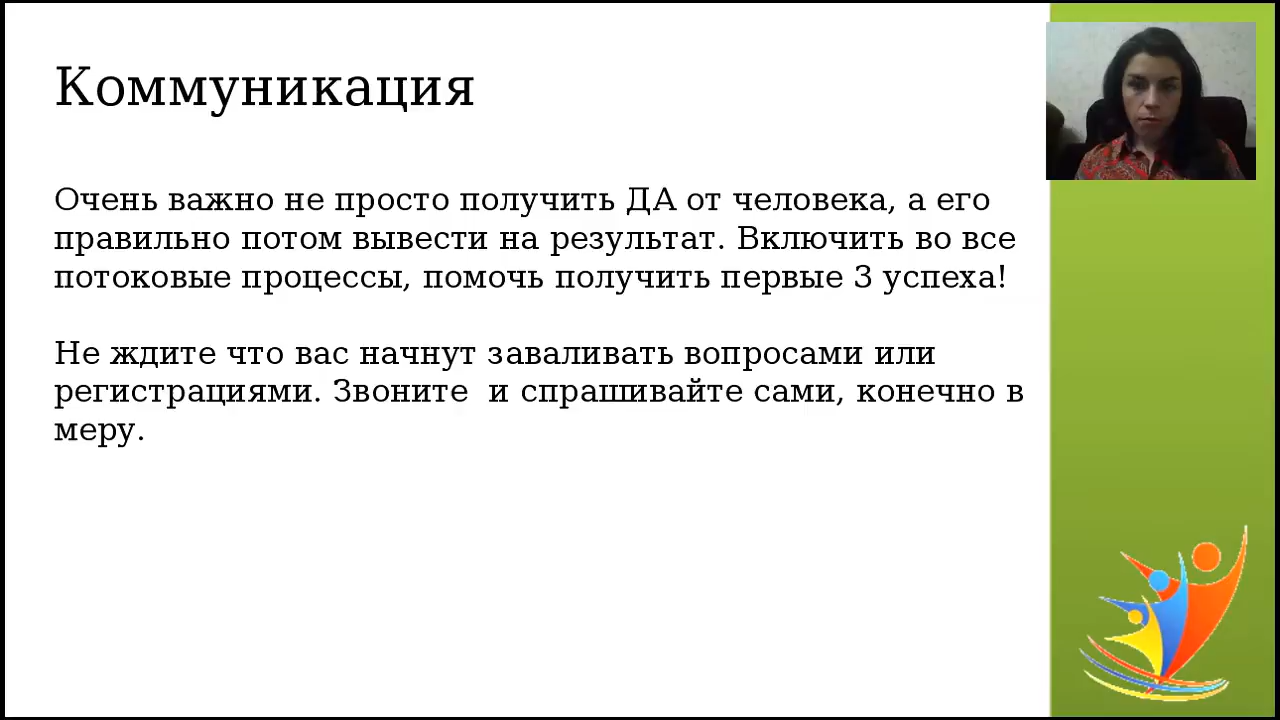 Коммуникация
Очень важно не просто получить ДА от человека, а его
правильно потом вывести на результат. Включить во все
потоковые процессы, помочь получить первые 3 успеха!
Не ждите что вас начнут заваливать вопросами или
регистрациями. Звоните  и спрашивайте сами, конечно в
меру.